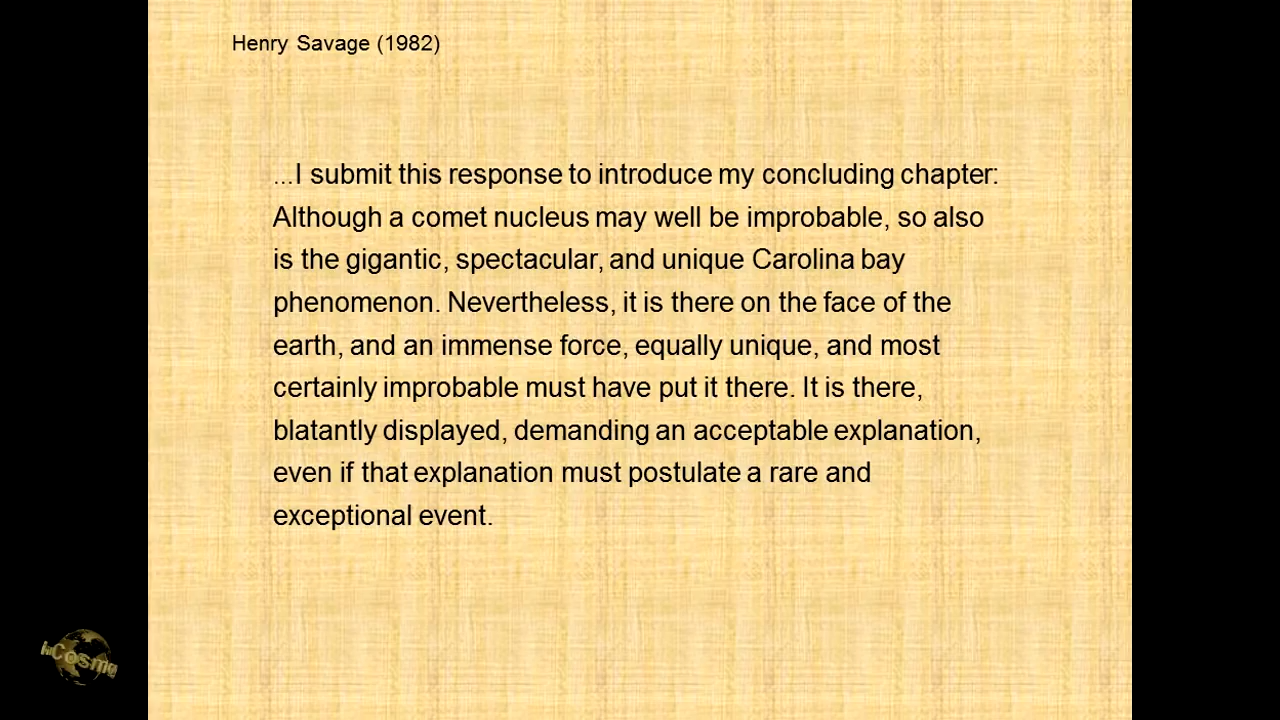 Henry Savage (1982)
...I submit this response to introduce my concluding chapter:
Although a comet nucleus may well be improbable, so also
is the gigantic, spectacular, and unique Carolina bay
phenomenon. Nevertheless, it is there on the face of the
earth, and an immense force, equally unique, and most
certainly improbable must have put it there. It is there,
blatantly displayed, demanding an acceptable explanation,
even if that explanation must postulate a rare and
exceptional event.